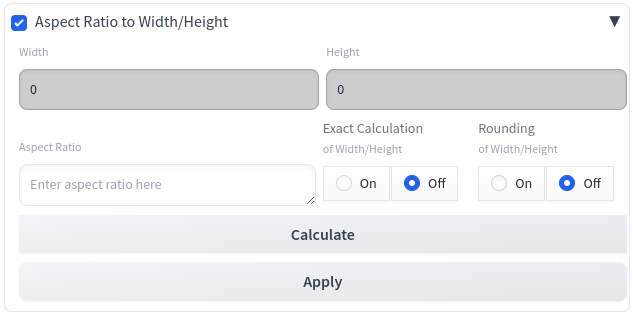 Aspect Ratio to Width/Height
Width
Height
0
0
Aspect Ratio
Exact Calculation
of Width/Height
Rounding
of Width/Height
Enter aspect ratio here
On
Off
On
Off
Calculate
Apply